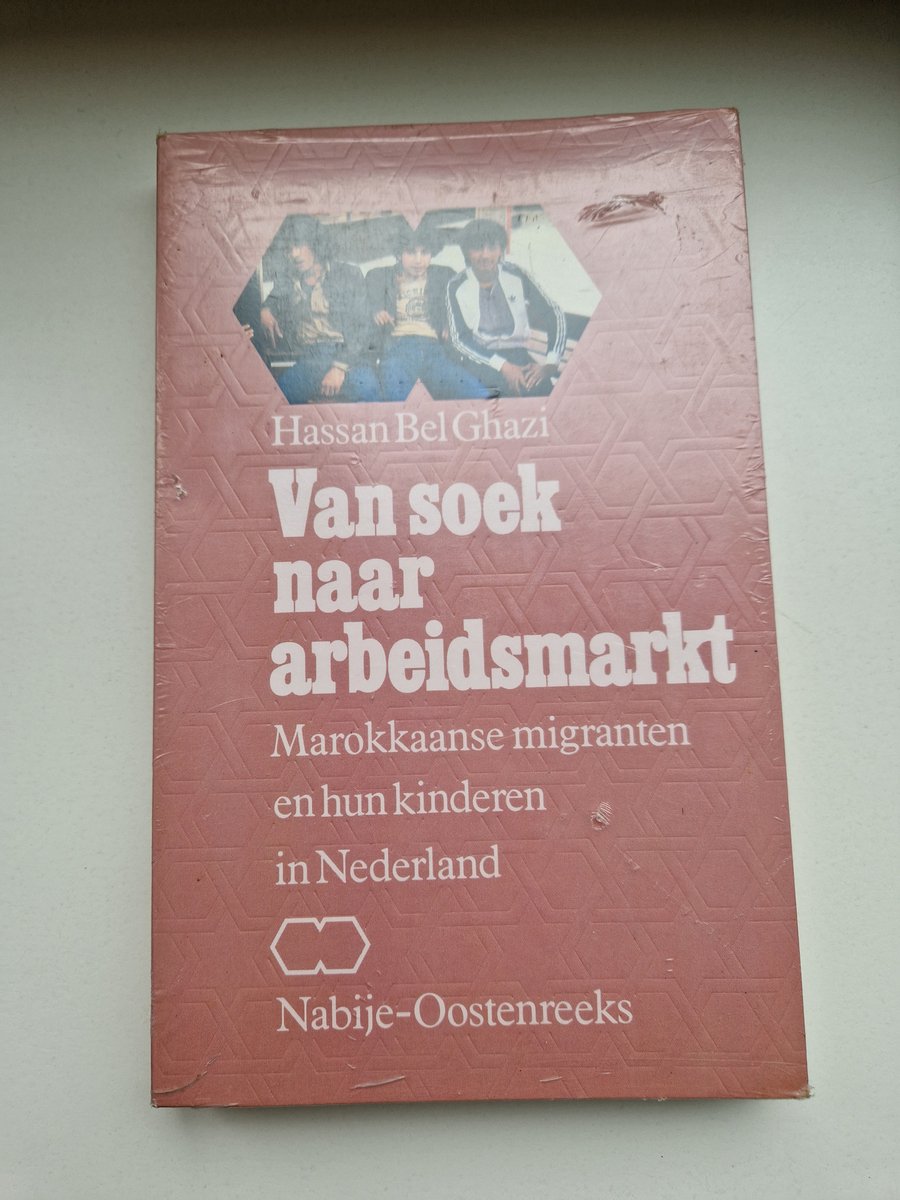 Hassan Bel Ghazi
Van soek
naar
arbeidsmarkt
Marokkaanse migranten
en hun kinderen
in Nederland
Nabije-Oostenreeks